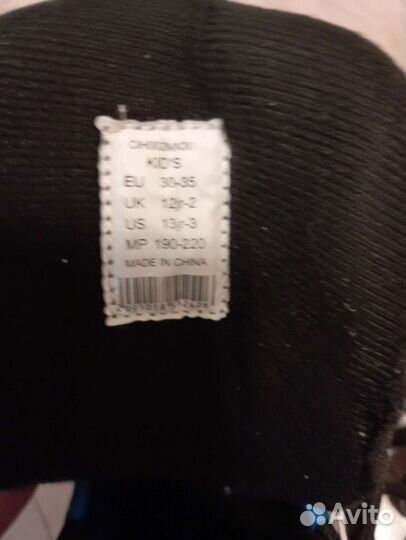 KID'S
EU 30-35
UK 12jr-2
US 13jr-3
MP 190-220
MADE IN CHINA
Avito